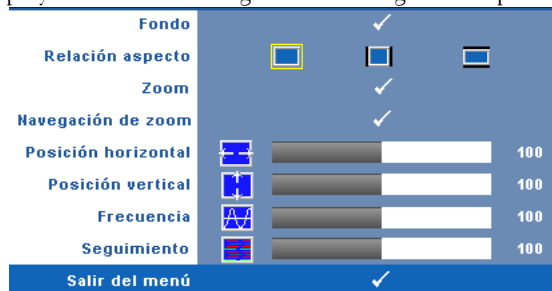 Fondo
Relación aspecto
Zoom
Navegación de zoom
Posición horizontal 100
Posición vertical 100
Frecuencia 100
Seguimiento 100
Salir del menú